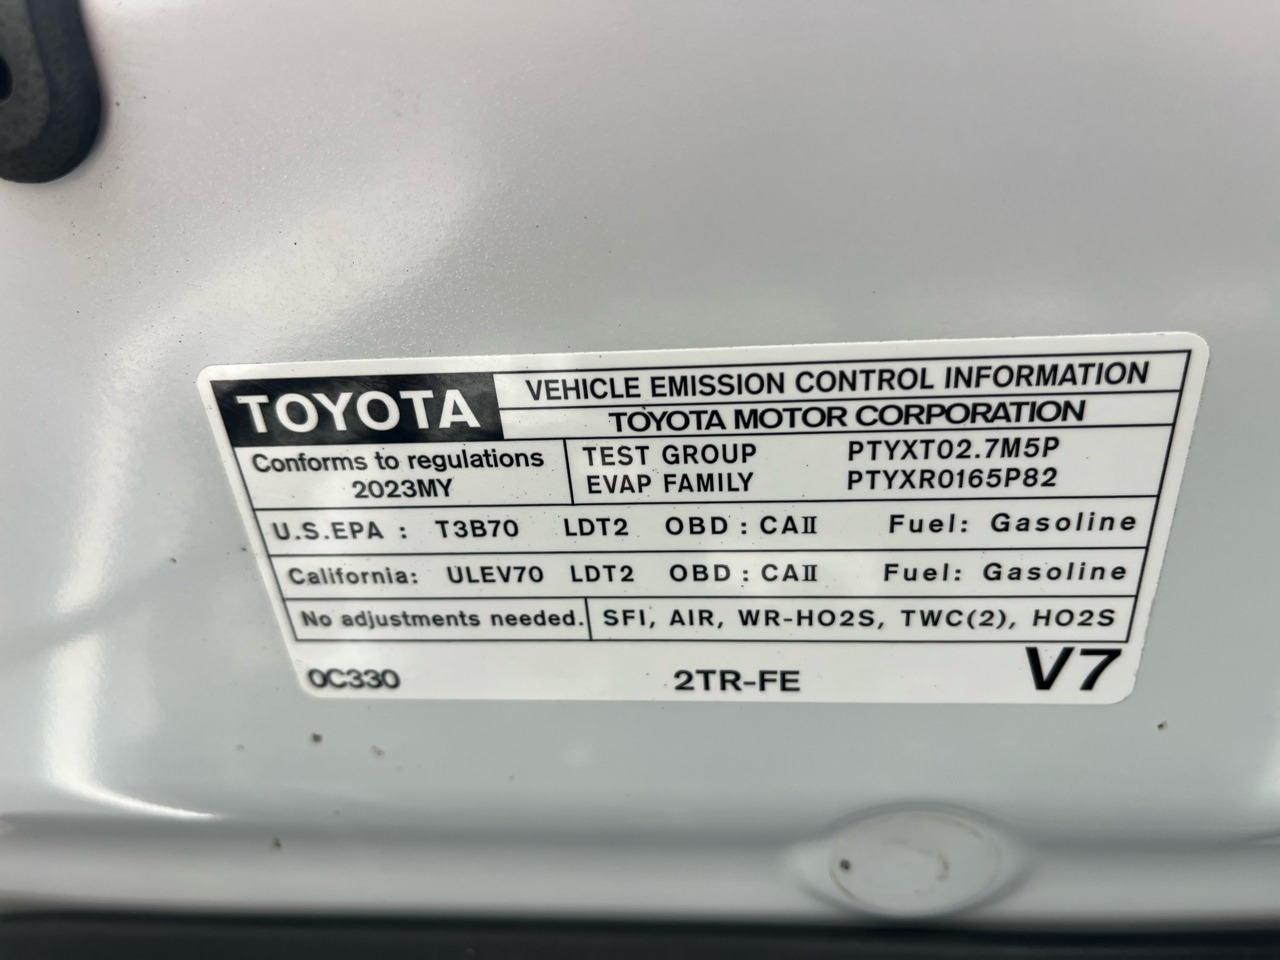 TOYOTA
VEHICLE EMISSION CONTROL INFORMATION
TOYOTA MOTOR CORPORATION
Conforms to regulations
2023MY
TEST GROUP PTYXT02.7M5P
EVAP FAMILY PTYXR0165P82
U.S.EPA : T3B70 LDT2 OBD : CAⅡ Fuel: Gasoline
California: ULEV70 LDT2 OBD : CAⅡ Fuel: Gasoline
No adjustments needed. SFI, AIR, WR-HO2S, TWC(2), HO2S
0C330 2TR-FE V7